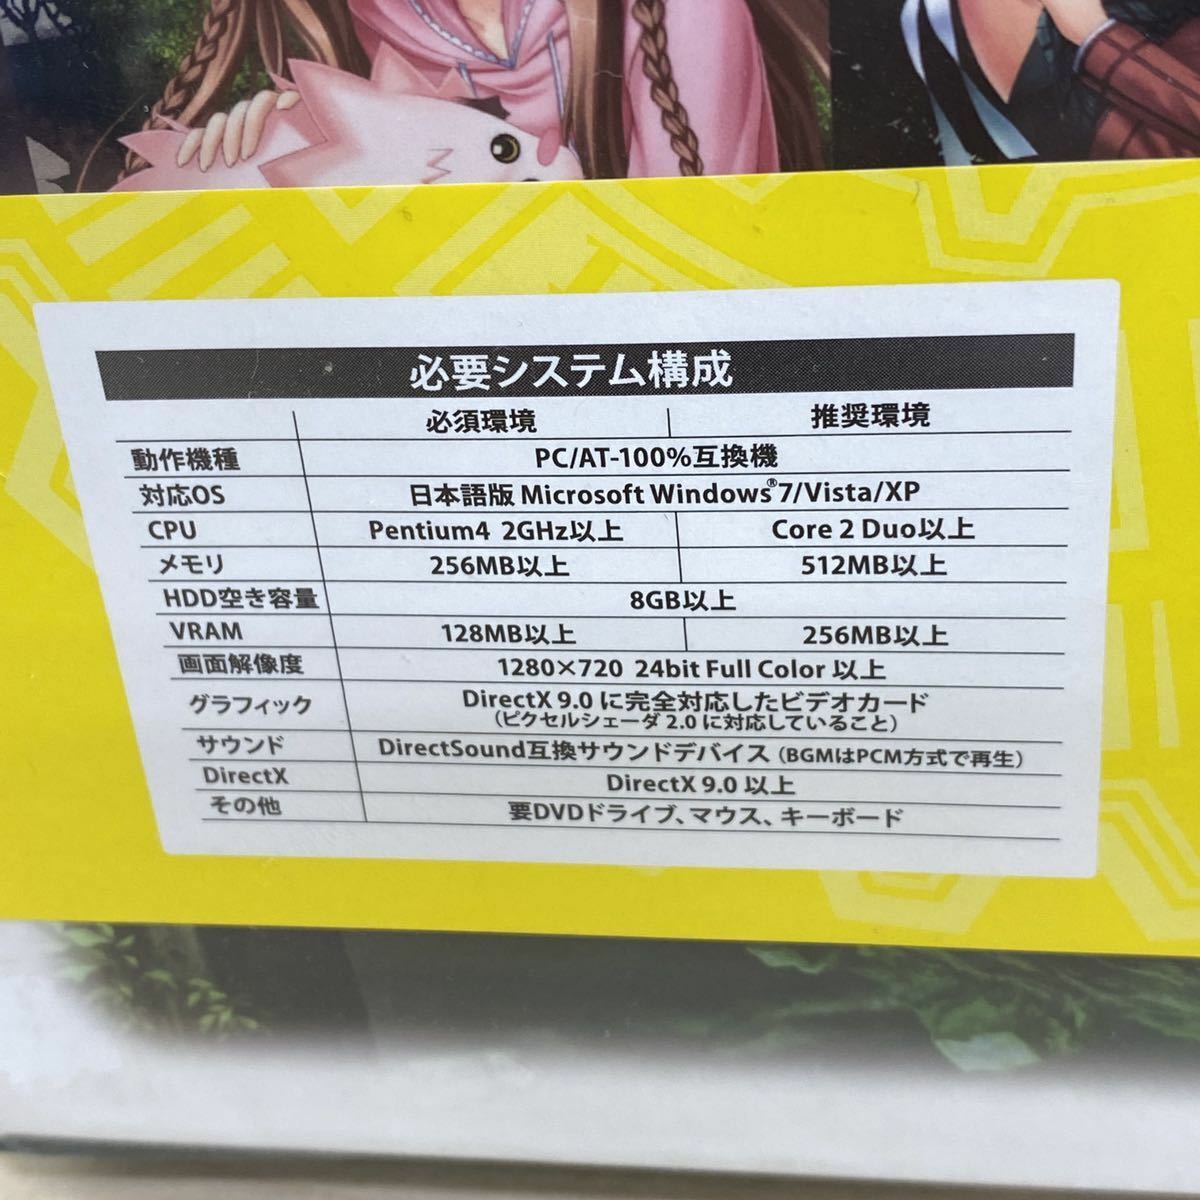 必要システム構成
必須環境 推奨環境
動作機種 PC/AT-100%互換機
対応OS 日本語版 Microsoft Windows®7/Vista/XP
CPU Pentium4 2GHz以上 Core 2 Duo以上
メモリ 256MB以上 512MB以上
HDD空き容量 8GB以上
VRAM 128MB以上 256MB以上
画面解像度 1280×720 24bit Full Color 以上
グラフィック DirectX 9.0 に完全対応したビデオカード
（ピクセルシェーダ 2.0 に対応していること）
サウンド DirectSound互換サウンドデバイス（BGMはPCM方式で再生）
DirectX DirectX 9.0 以上
その他 要DVDドライブ、マウス、キーボード